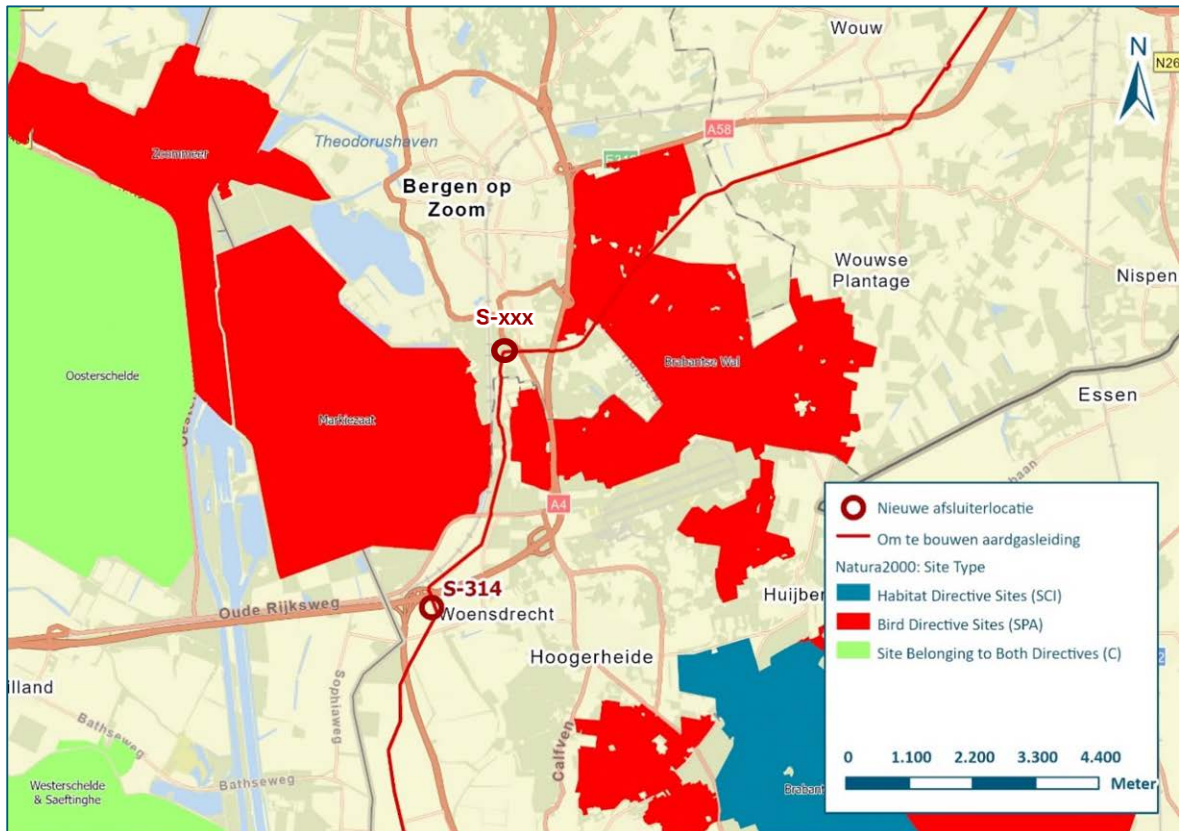 Wouw
N
N26
A58
Theodorushaven
Zoommeer
Bergen op
Zoom
Wouwse
Plantage
Nispen
S-xxx
Brabantse Wal
Oosterschelde
Essen
Markiezaat
A4
S-314
Oude Rijksweg
Woensdrecht
Huijber
Hoogerheide
illand
Sophiaweg
Bathseweg
Calfven
Bathseweg
Westerschelde
& Saeftinghe
Brabant
Nieuwe afsluiterlocatie
Om te bouwen aardgasleiding
Natura2000: Site Type
Habitat Directive Sites (SCI)
Bird Directive Sites (SPA)
Site Belonging to Both Directives (C)
0 1.100 2.200 3.300 4.400
Meter